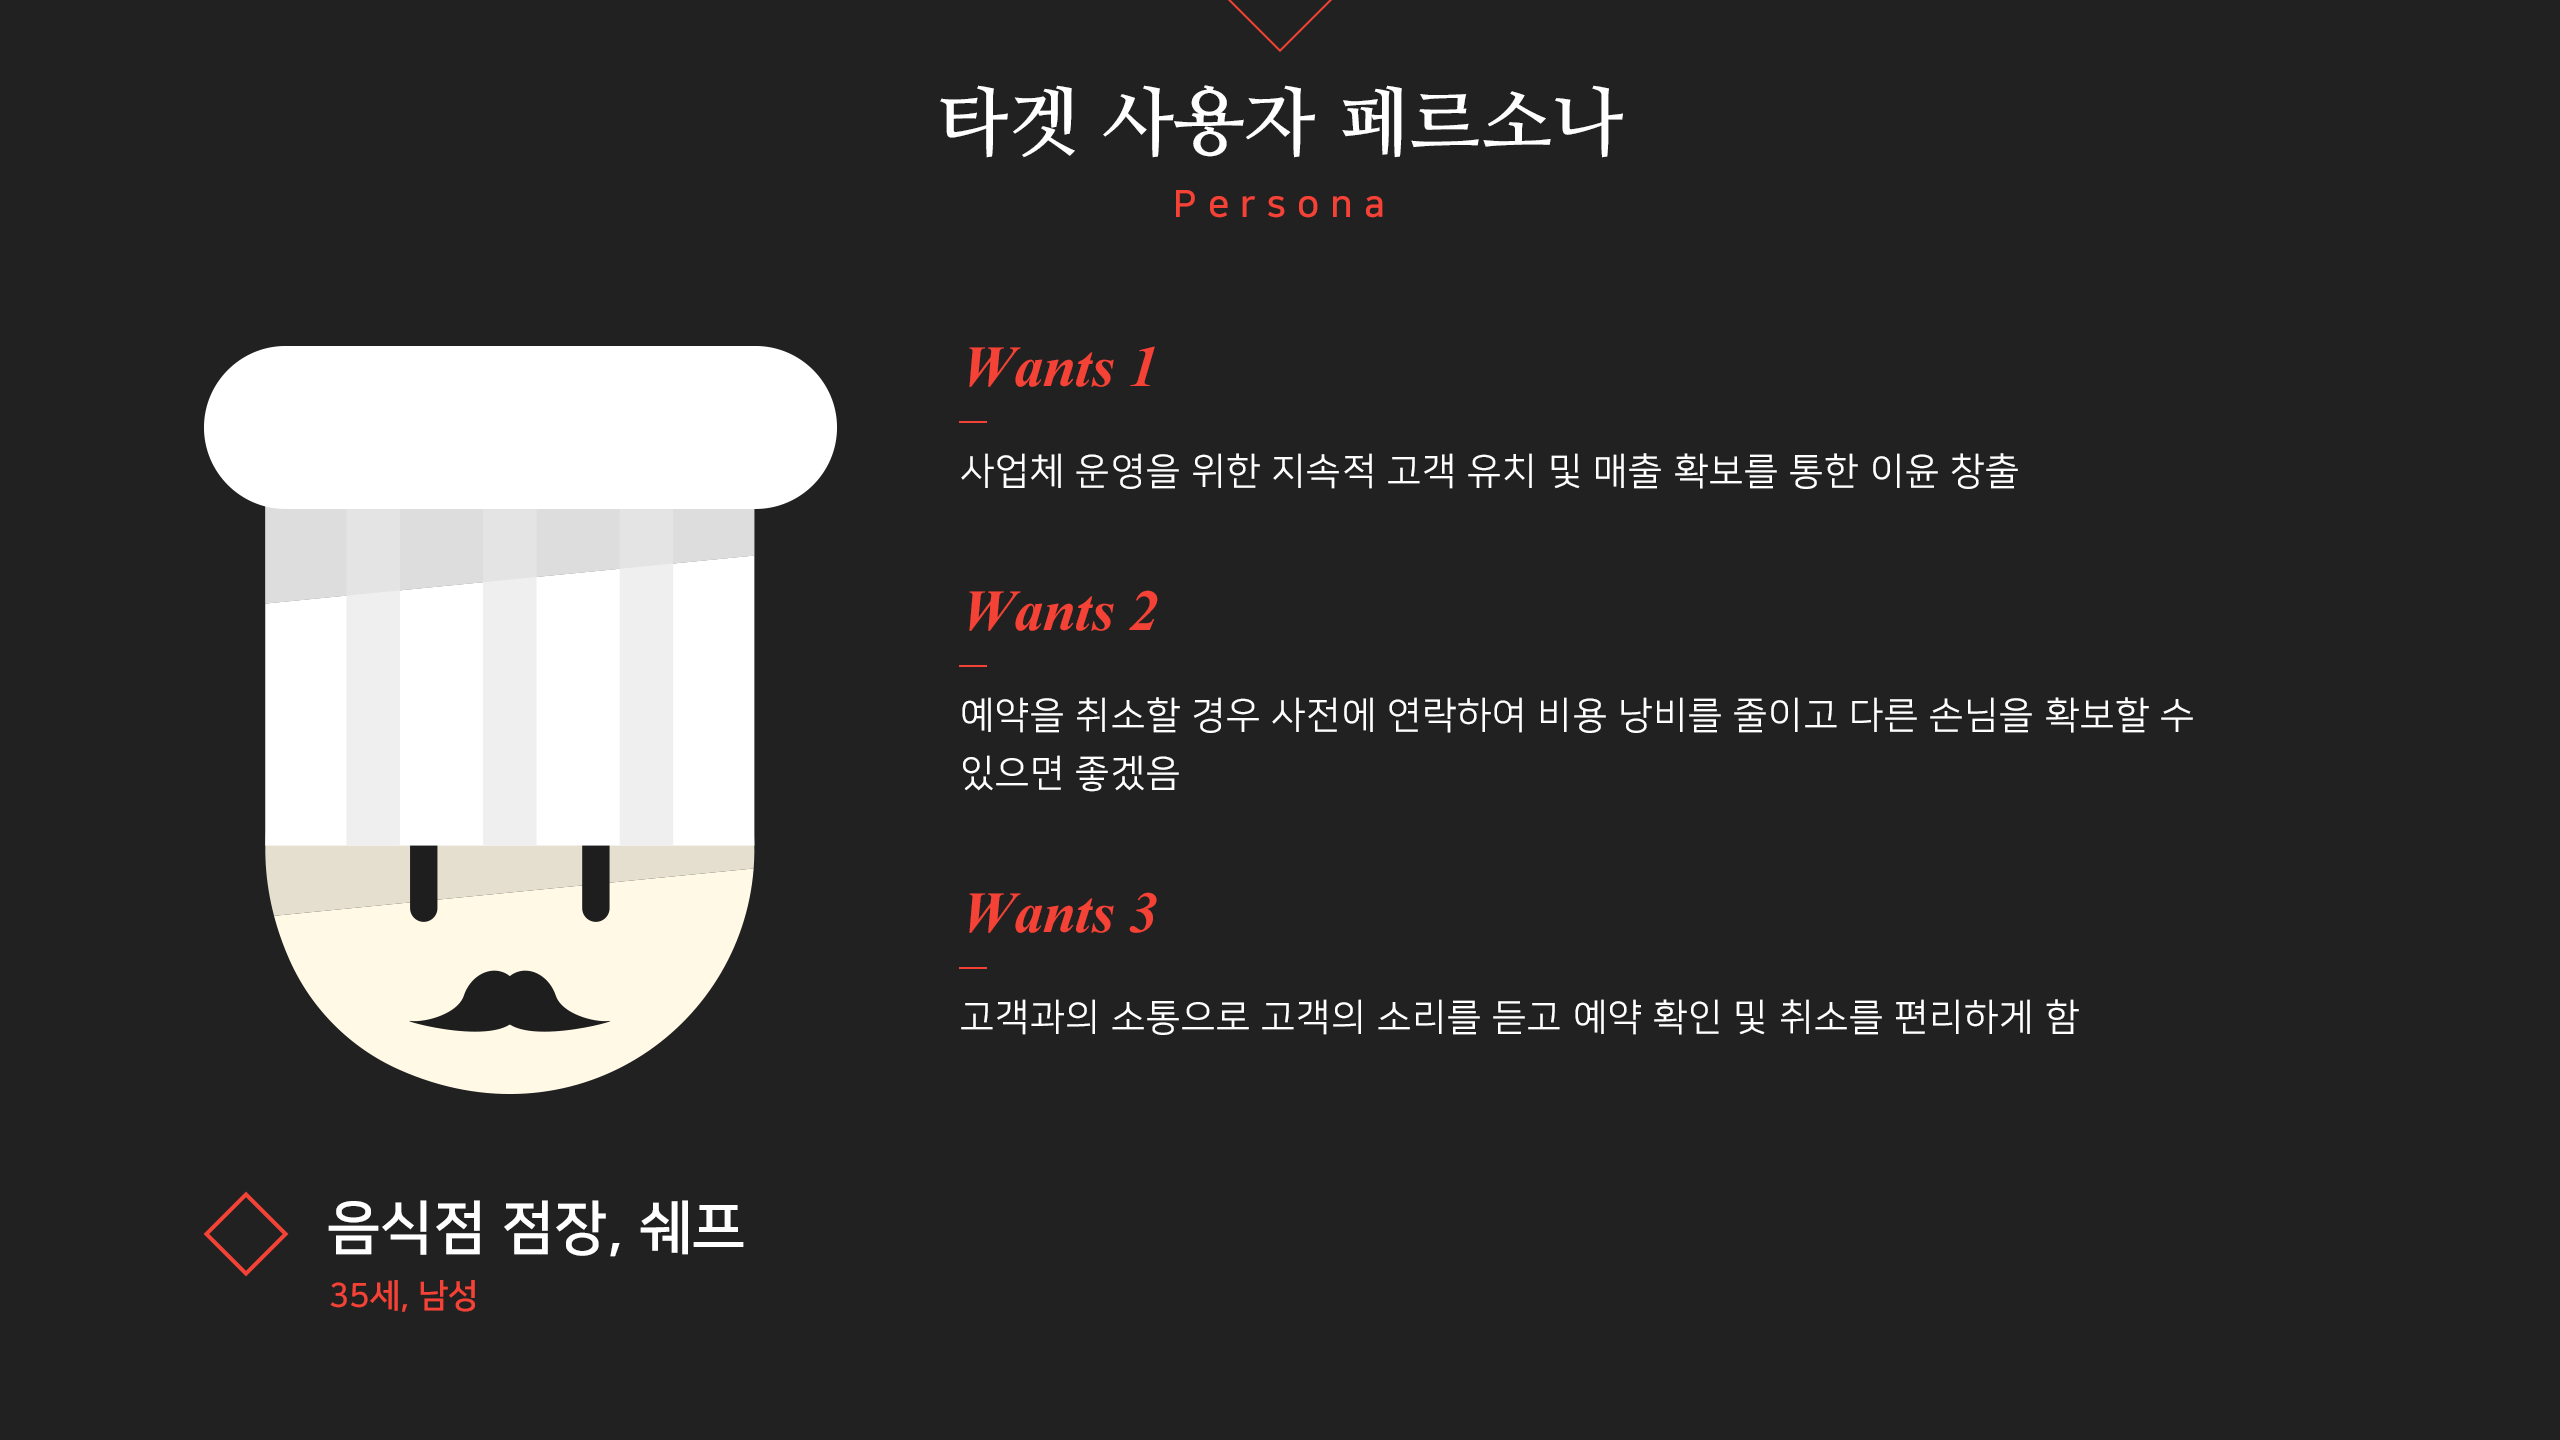 타겟 사용자 페르소나
Persona
Wants 1
사업체 운영을 위한 지속적 고객 유치 및 매출 확보를 통한 이윤 창출
Wants 2
예약을 취소할 경우 사전에 연락하여 비용 낭비를 줄이고 다른 손님을 확보할 수
있으면 좋겠음
Wants 3
고객과의 소통으로 고객의 소리를 듣고 예약 확인 및 취소를 편리하게 함
음식점 점장, 쉐프
35세, 남성